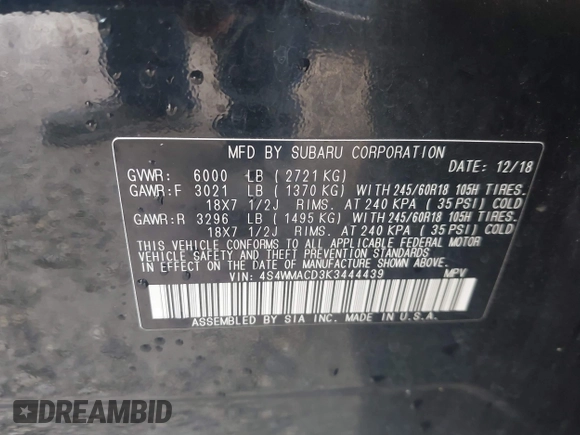 MFD BY SUBARU CORPORATION
GVWR: 6000 LB ( 2721 KG) DATE: 12/18
GAWR:F 3021 LB ( 1370 KG) WITH 245/60R18 105H TIRES,
18X7 1/2J RIMS, AT 240 KPA ( 35 PSI) COLD
GAWR:R 3296 LB ( 1495 KG) WITH 245/60R18 105H TIRES,
18X7 1/2J RIMS, AT 240 KPA ( 35 PSI) COLD
THIS VEHICLE CONFORMS TO ALL APPLICABLE FEDERAL MOTOR
VEHICLE SAFETY AND THEFT PREVENTION STANDARDS
IN EFFECT ON THE DATE OF MANUFACTURE SHOWN ABOVE.
VIN: 4S4WMACD3K3444439 MPV
ASSEMBLED BY SIA INC. MADE IN U.S.A.
DREAMBID